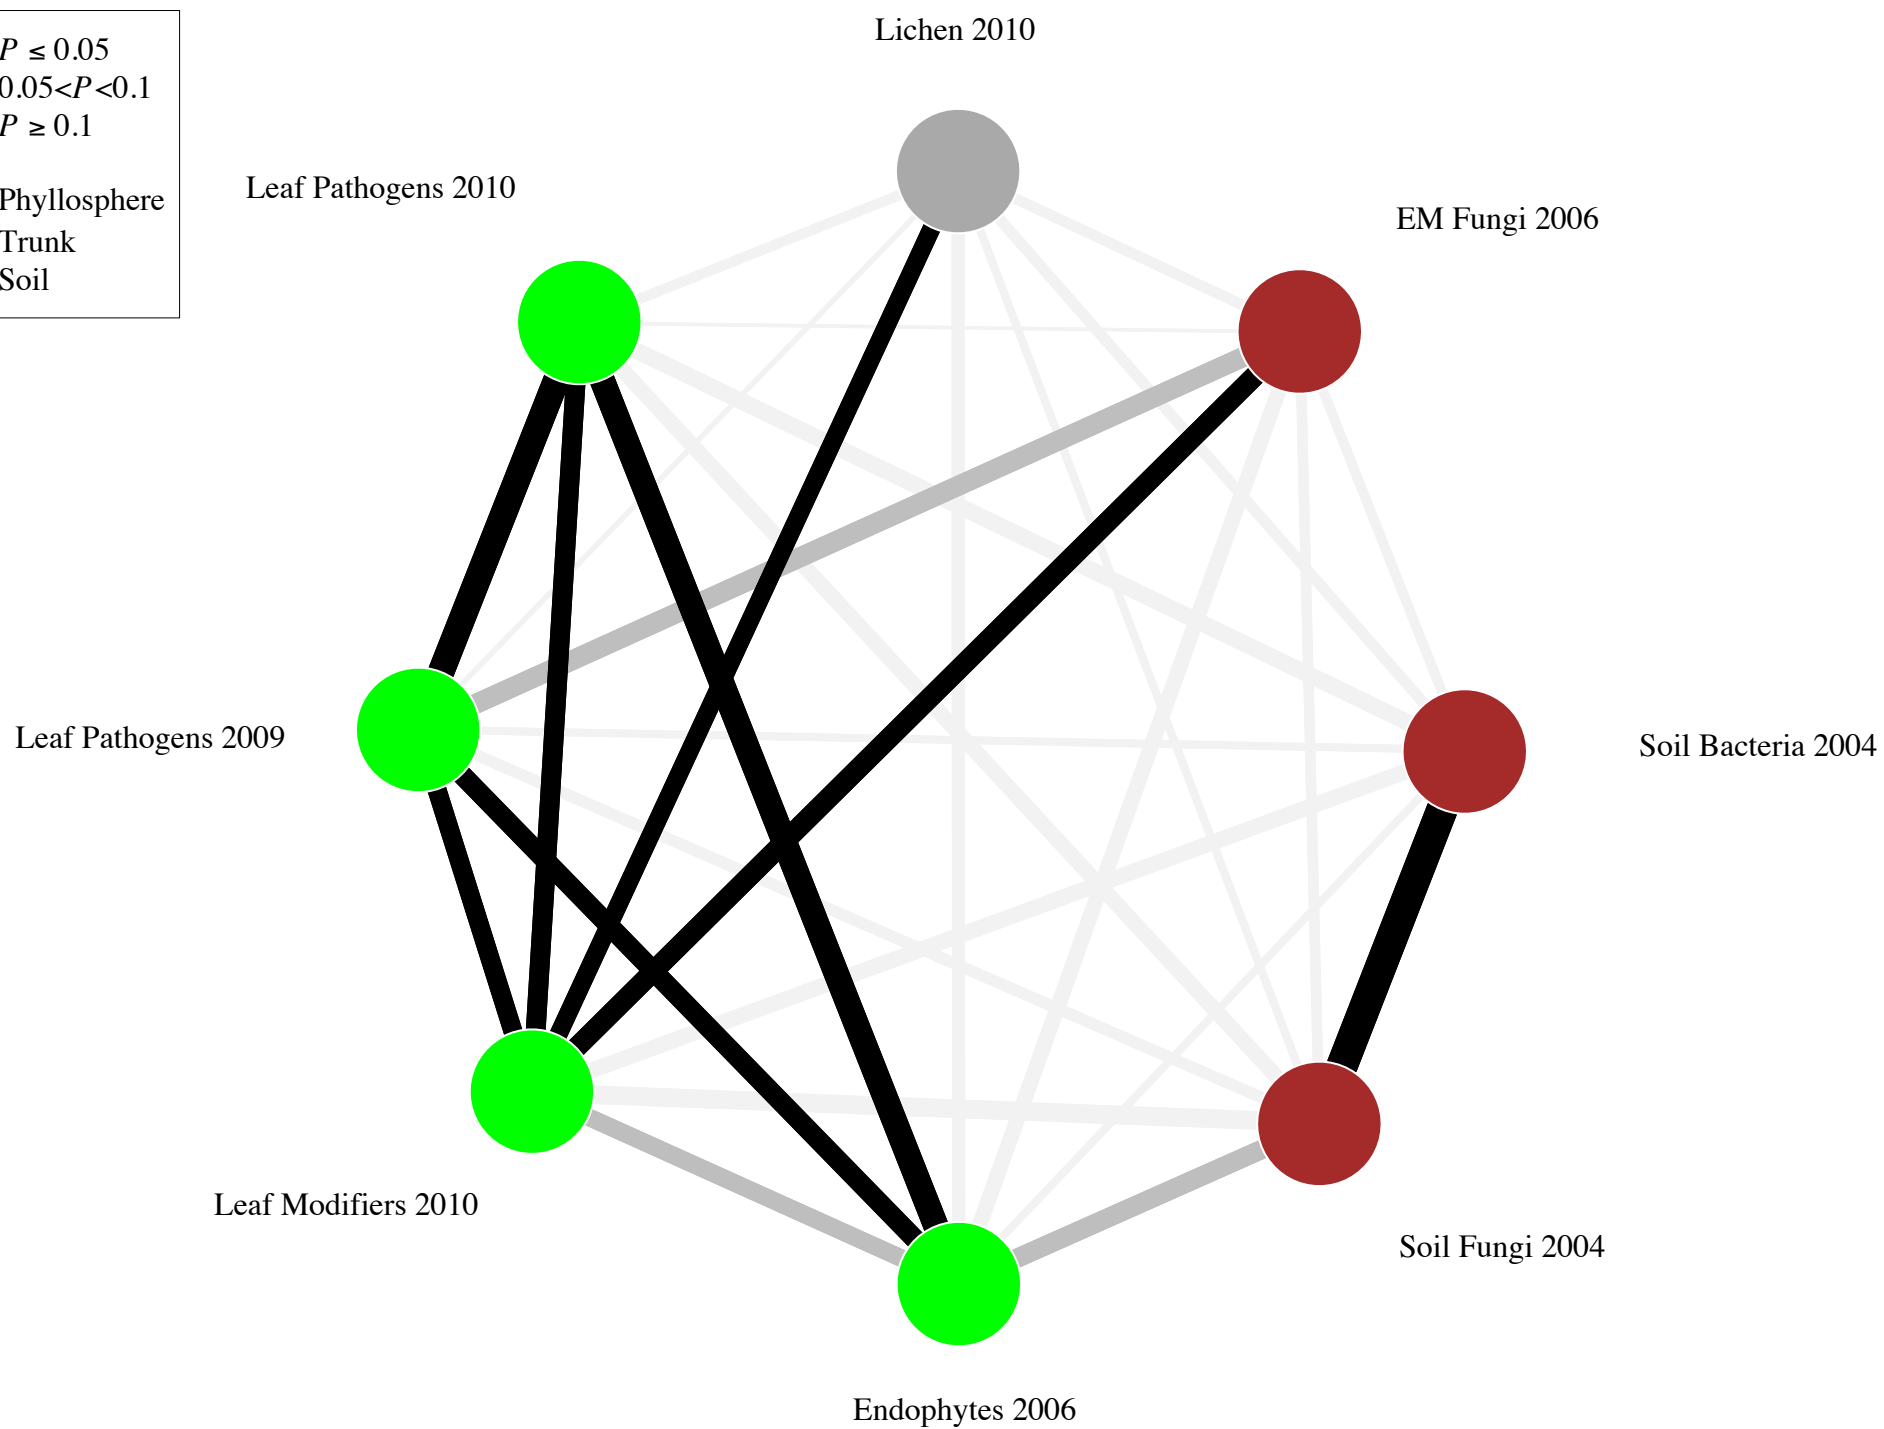 P ≤ 0.05
0.05<P<0.1
P ≥ 0.1
Phyllosphere
Trunk
Soil
Lichen 2010
Leaf Pathogens 2010
EM Fungi 2006
Leaf Pathogens 2009
Soil Bacteria 2004
Leaf Modifiers 2010
Soil Fungi 2004
Endophytes 2006